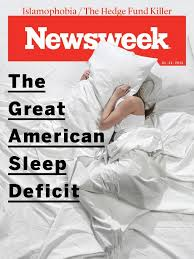 Islamophobia / The Hedge Fund Killer
Newsweek
The
Great
American
Sleep
Deficit